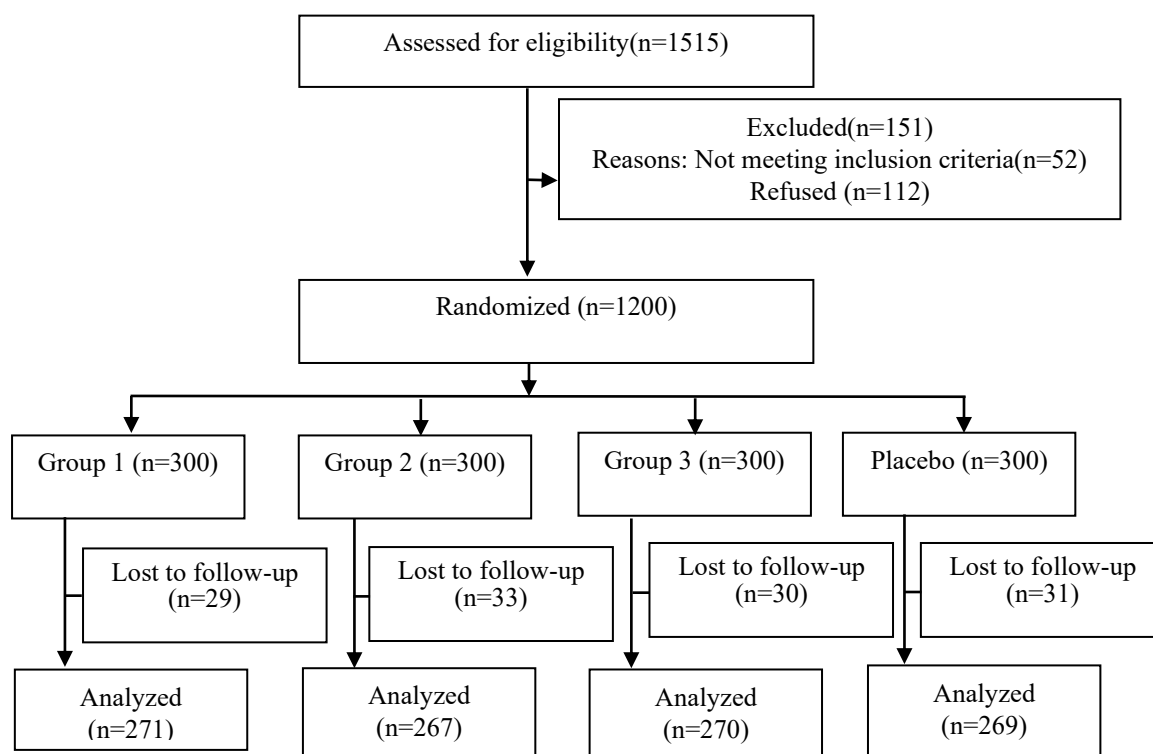 Assessed for eligibility(n=1515)
Excluded(n=151)
Reasons: Not meeting inclusion criteria(n=52)
Refused (n=112)
Randomized (n=1200)
Group 1 (n=300)
Group 2 (n=300)
Group 3 (n=300)
Placebo (n=300)
Lost to follow-up
(n=29)
Lost to follow-up
(n=33)
Lost to follow-up
(n=30)
Lost to follow-up
(n=31)
Analyzed
(n=271)
Analyzed
(n=267)
Analyzed
(n=270)
Analyzed
(n=269)